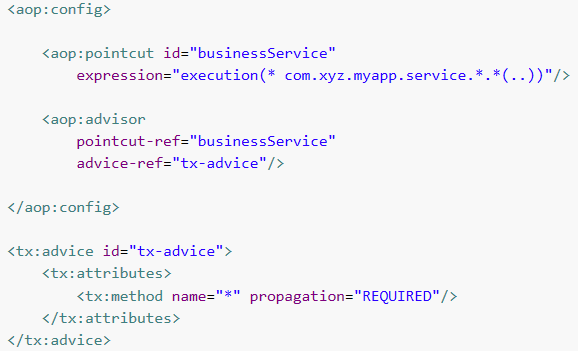 <aop:config>
<aop:pointcut id="businessService"
expression="execution(* com.xyz.myapp.service.*.*(..))"/>
<aop:advisor
pointcut-ref="businessService"
advice-ref="tx-advice"/>
</aop:config>
<tx:advice id="tx-advice">
<tx:attributes>
<tx:method name="*" propagation="REQUIRED"/>
</tx:attributes>
</tx:advice>